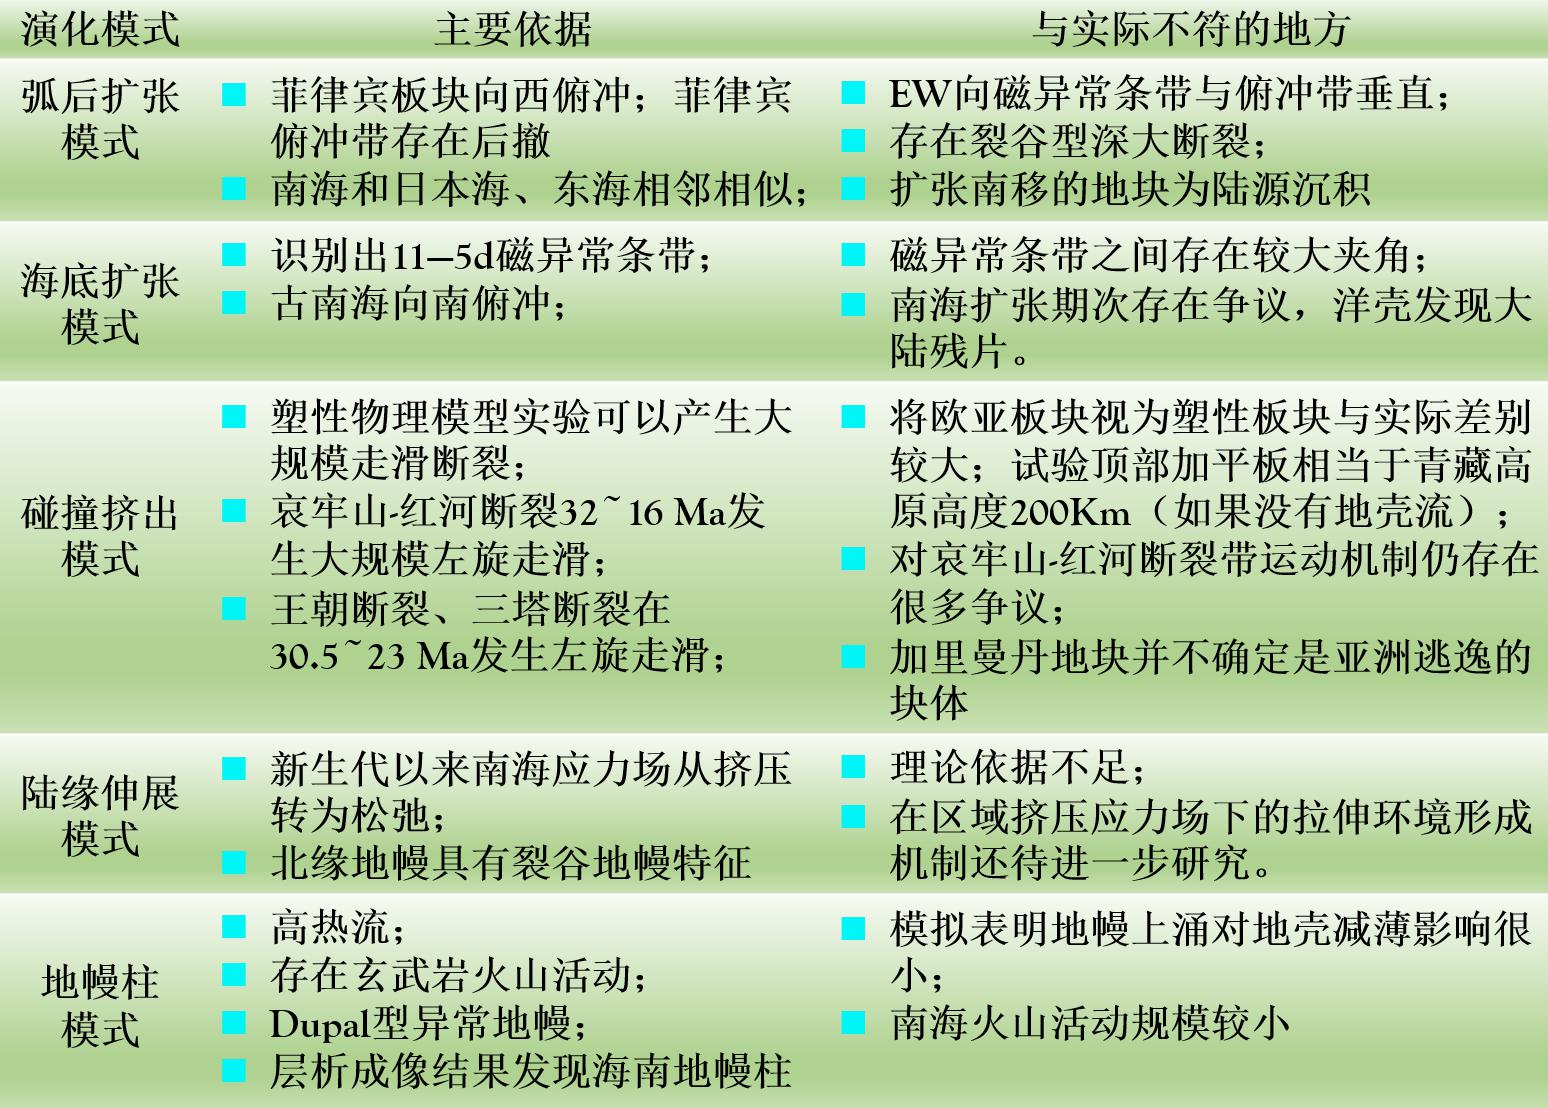 演化模式 主要依据 与实际不符的地方
弧后扩张
模式
菲律宾板块向西俯冲；菲律宾
俯冲带存在后撤
南海和日本海、东海相邻相似；
EW向磁异常条带与俯冲带垂直；
存在裂谷型深大断裂；
扩张南移的地块为陆源沉积
海底扩张
模式
识别出11—5d磁异常条带；
古南海向南俯冲；
磁异常条带之间存在较大夹角；
南海扩张期次存在争议，洋壳发现大
陆残片。
碰撞挤出
模式
塑性物理模型实验可以产生大
规模走滑断裂；
哀牢山-红河断裂32~16 Ma发
生大规模左旋走滑；
王朝断裂、三塔断裂在
30.5~23 Ma发生左旋走滑；
将欧亚板块视为塑性板块与实际差别
较大；试验顶部加平板相当于青藏高
原高度200Km（如果没有地壳流）；
对哀牢山-红河断裂带运动机制仍存在
很多争议；
加里曼丹地块并不确定是亚洲逃逸的
块体
陆缘伸展
模式
新生代以来南海应力场从挤压
转为松弛；
北缘地幔具有裂谷地幔特征
理论依据不足；
在区域挤压应力场下的拉伸环境形成
机制还待进一步研究。
地幔柱
模式
高热流；
存在玄武岩火山活动；
Dupal型异常地幔；
层析成像结果发现海南地幔柱
模拟表明地幔上涌对地壳减薄影响很
小；
南海火山活动规模较小